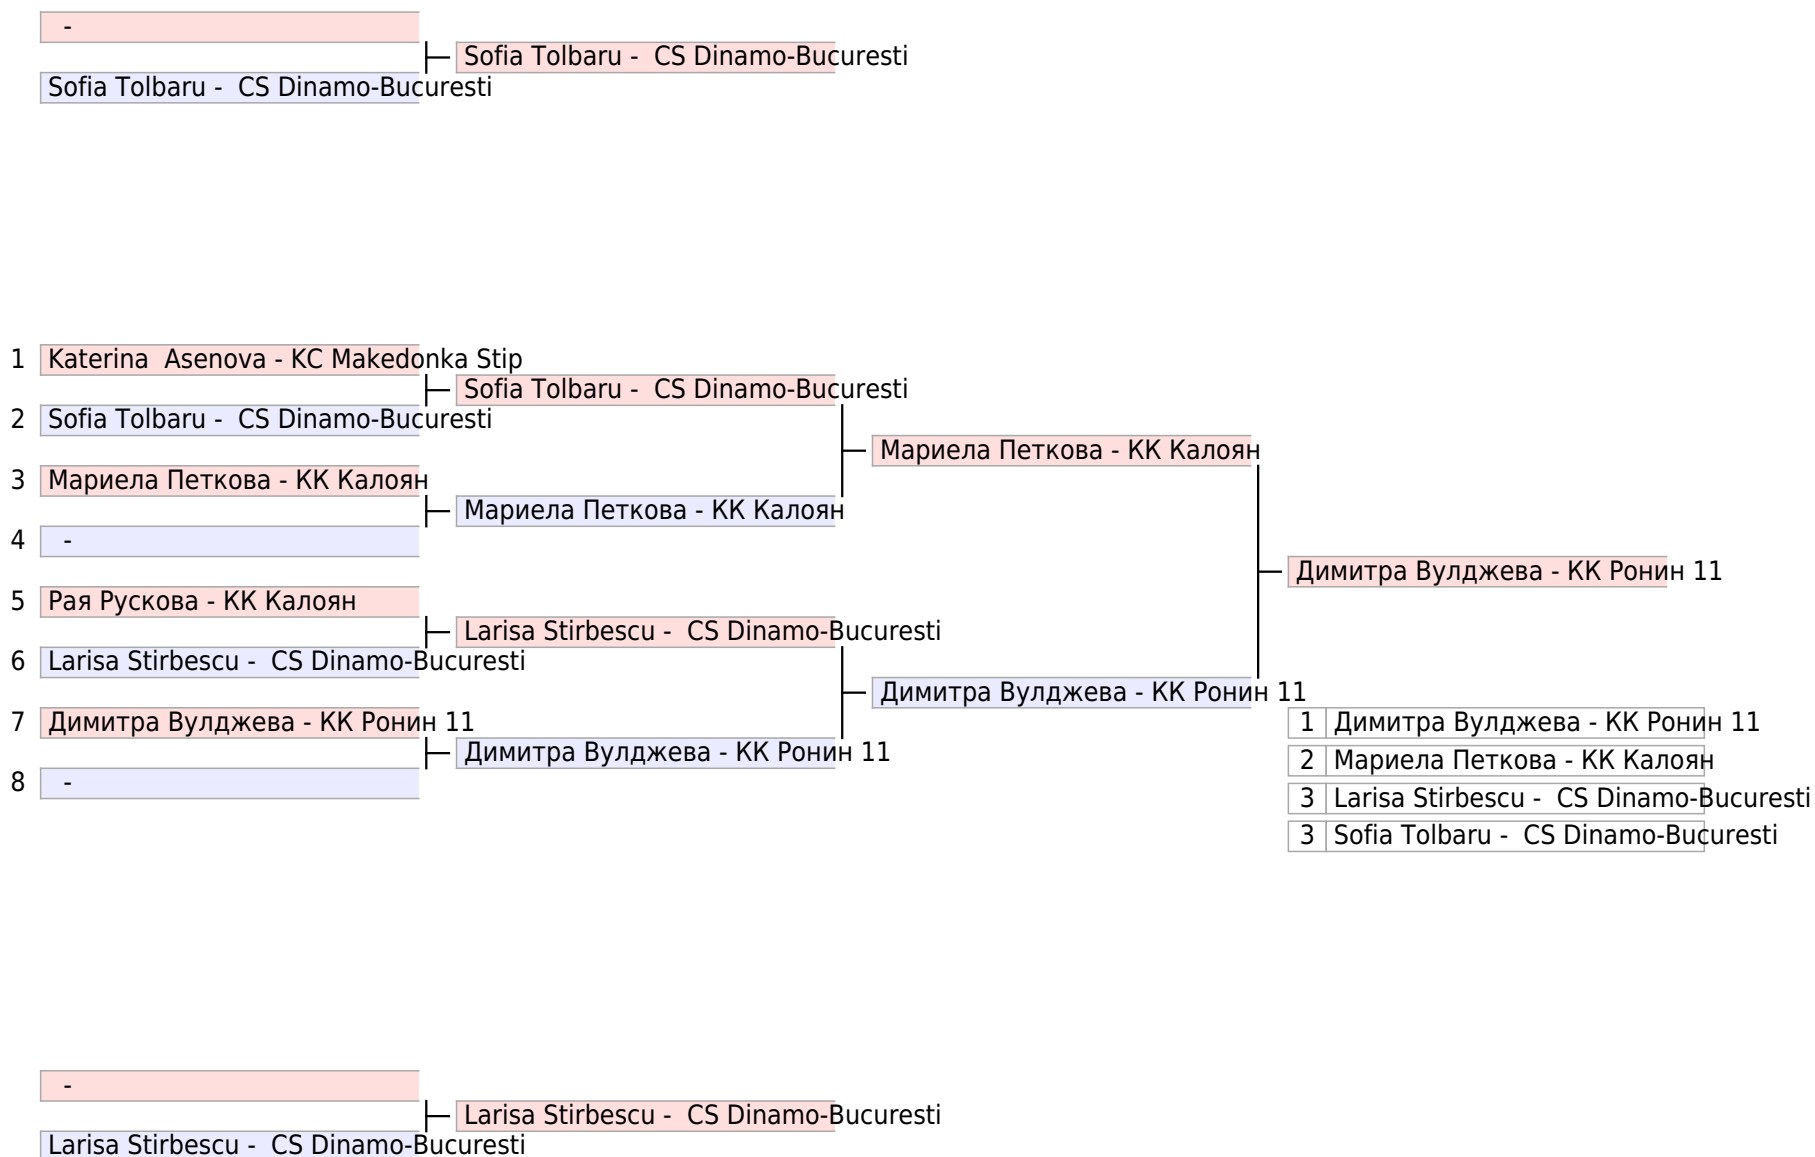 -
Sofia Tolbaru -  CS Dinamo-Bucuresti
Sofia Tolbaru -  CS Dinamo-Bucuresti
1 Katerina  Asenova - KC Makedonka Stip
Sofia Tolbaru -  CS Dinamo-Bucuresti
2 Sofia Tolbaru -  CS Dinamo-Bucuresti
Мариела Петкова - КК Калоян
3 Мариела Петкова - КК Калоян
Мариела Петкова - КК Калоян
4 -
Димитра Вулджева - КК Ронин 11
5 Рая Рускова - КК Калоян
Larisa Stirbescu -  CS Dinamo-Bucuresti
6 Larisa Stirbescu -  CS Dinamo-Bucuresti
Димитра Вулджева - КК Ронин 11
7 Димитра Вулджева - КК Ронин 11
Димитра Вулджева - КК Ронин 11
8 -
1 Димитра Вулджева - КК Ронин 11
2 Мариела Петкова - КК Калоян
3 Larisa Stirbescu -  CS Dinamo-Bucuresti
3 Sofia Tolbaru -  CS Dinamo-Bucuresti
-
Larisa Stirbescu -  CS Dinamo-Bucuresti
Larisa Stirbescu -  CS Dinamo-Bucuresti